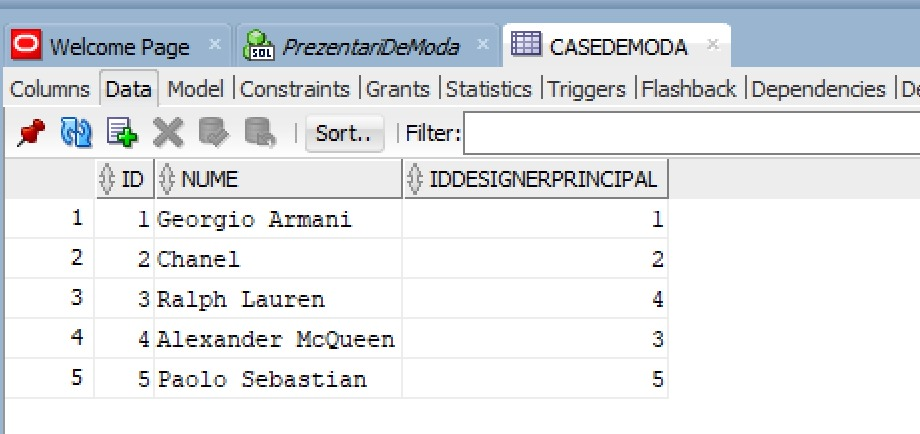 Welcome Page PrezentariDeModa CASEDEMODA
Columns Data Model Constraints Grants Statistics Triggers Flashback Dependencies De
Sort.. Filter:
ID NUME IDDESIGNERPRINCIPAL
1 1 Georgio Armani 1
2 2 Chanel 2
3 3 Ralph Lauren 4
4 4 Alexander McQueen 3
5 5 Paolo Sebastian 5